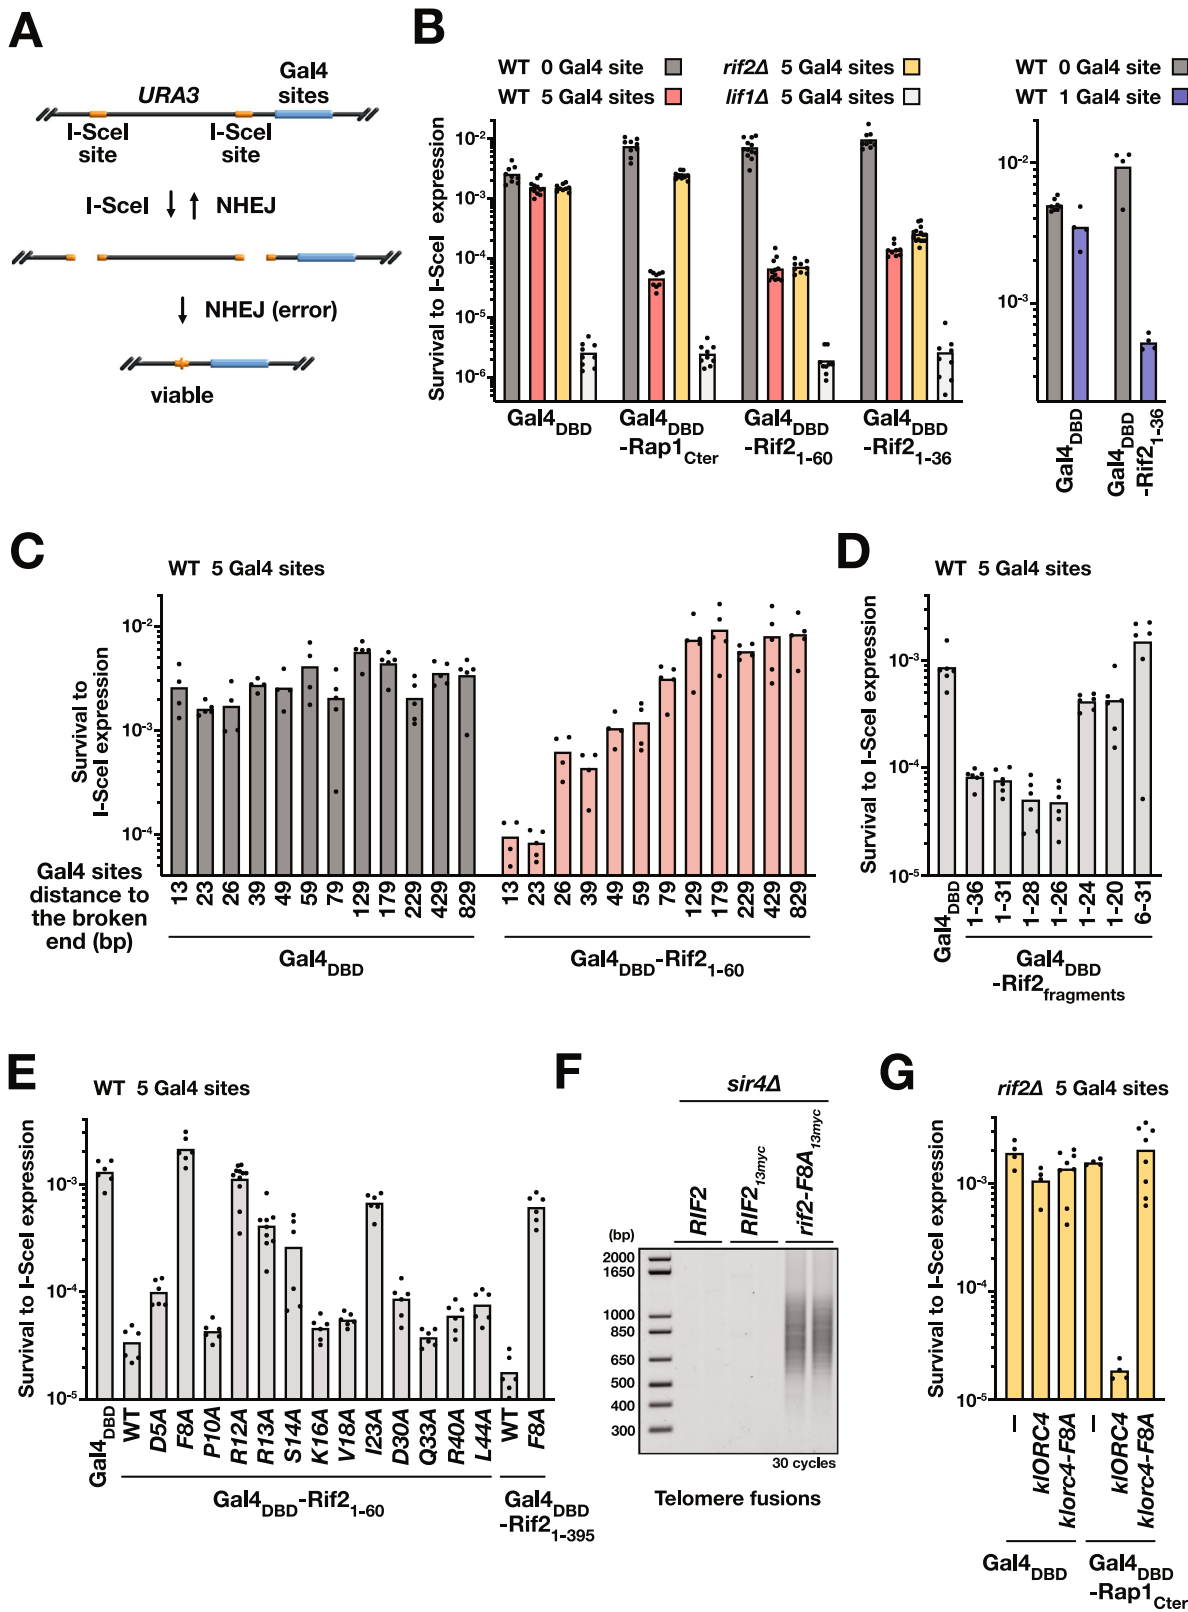 A
URA3
Gal4
sites
I-SceI
site
I-SceI
site
I-SceI
NHEJ
NHEJ (error)
viable
B
WT 0 Gal4 site
WT 5 Gal4 sites
rif2Δ 5 Gal4 sites
lif1Δ 5 Gal4 sites
WT 0 Gal4 site
WT 1 Gal4 site
Survival to I-SceI expression
10-2
10-3
10-4
10-5
10-6
Gal4DBD
Gal4DBD
-Rap1Cter
Gal4DBD
-Rif21-60
Gal4DBD
-Rif21-36
10-2
10-3
Gal4DBD
Gal4DBD
-Rif21-36
C
WT 5 Gal4 sites
Survival to
I-SceI expression
10-2
10-3
10-4
Gal4 sites
distance to
the broken
end (bp)
13 23 26 39 49 59 79 129 179 229 429 829
13 23 26 39 49 59 79 129 179 229 429 829
Gal4DBD
Gal4DBD-Rif21-60
D
WT 5 Gal4 sites
Survival to I-SceI expression
10-3
10-4
10-5
Gal4DBD
1-36
1-31
1-28
1-26
1-24
1-20
6-31
Gal4DBD
-Rif2fragments
E
WT 5 Gal4 sites
Survival to I-SceI expression
10-3
10-4
10-5
Gal4DBD
WT
D5A
F8A
P10A
R12A
R13A
S14A
K16A
V18A
I23A
D30A
Q33A
R40A
L44A
WT
F8A
Gal4DBD-Rif21-60
Gal4DBD
-Rif21-395
F
sir4Δ
RIF2
RIF213myc
rif2-F8A13myc
(bp)
2000
1650
1000
850
650
500
400
300
30 cycles
Telomere fusions
G
rif2Δ 5 Gal4 sites
Survival to I-SceI expression
10-3
10-4
10-5
–
klORC4
klorc4-F8A
–
klORC4
klorc4-F8A
Gal4DBD
Gal4DBD
-Rap1Cter